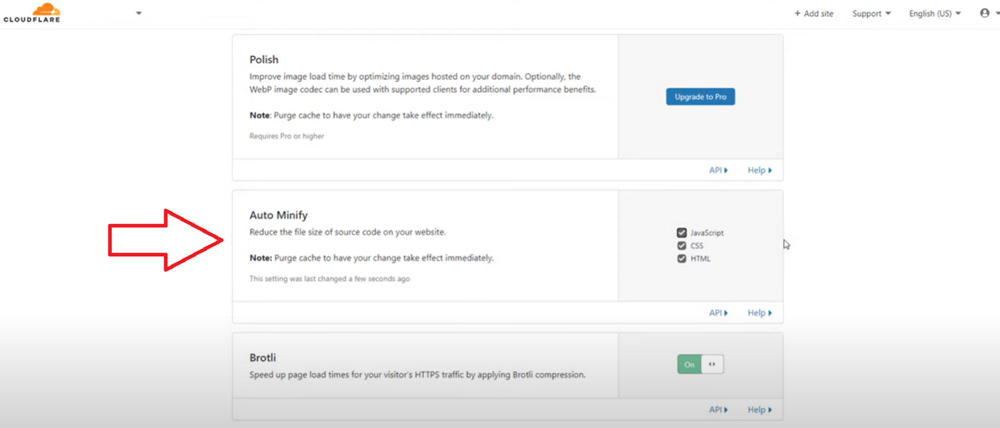 CLOUDFLARE
+ Add site
Support
English (US)
Polish
Improve image load time by optimizing images hosted on your domain. Optionally, the
WebP image codec can be used with supported clients for additional performance benefits.
Note: Purge cache to have your change take effect immediately.
Requires Pro or higher
Upgrade to Pro
API
Help
Auto Minify
Reduce the file size of source code on your website.
Note: Purge cache to have your change take effect immediately.
This setting was last changed a few seconds ago
JavaScript
CSS
HTML
API
Help
Brotli
Speed up page load times for your visitor's HTTPS traffic by applying Brotli compression.
On
API
Help